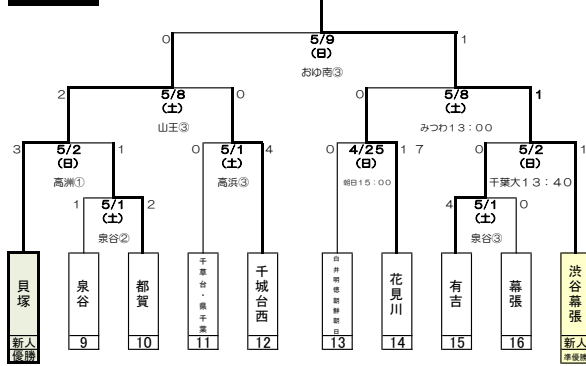 0 5/9 1
(日)
おゆ南③
2 5/8 0 0 5/8 1
(土) (土)
山王③ みつわ13：00
3 5/2 1 0 5/1 4 0 4/25 1 7 0 5/2 1
(日) (土) (日) (日)
高洲① 高浜③ 朝日15：00 千葉大13：40
1 5/1 2 4 5/1 0
(土) (土)
泉谷② 泉谷③
貝塚 泉谷 都賀 千草台・県千葉 千城台西 花見川 有吉 幕張 渋谷幕張
新人 9 10 11 12 13 14 15 16 新人
優勝 準優勝